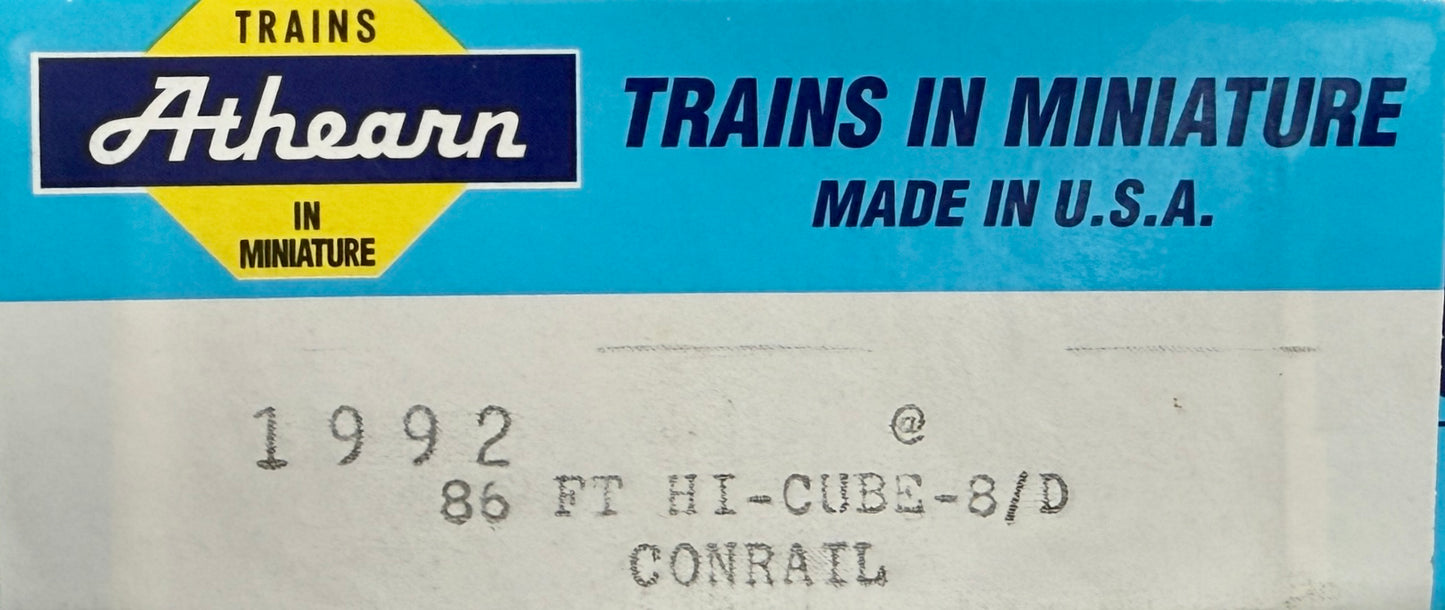 TRAINS
Athearn
IN
MINIATURE
TRAINS IN MINIATURE
MADE IN U.S.A.
1992 @
86 FT HI-CUBE-8/D
CONRAIL